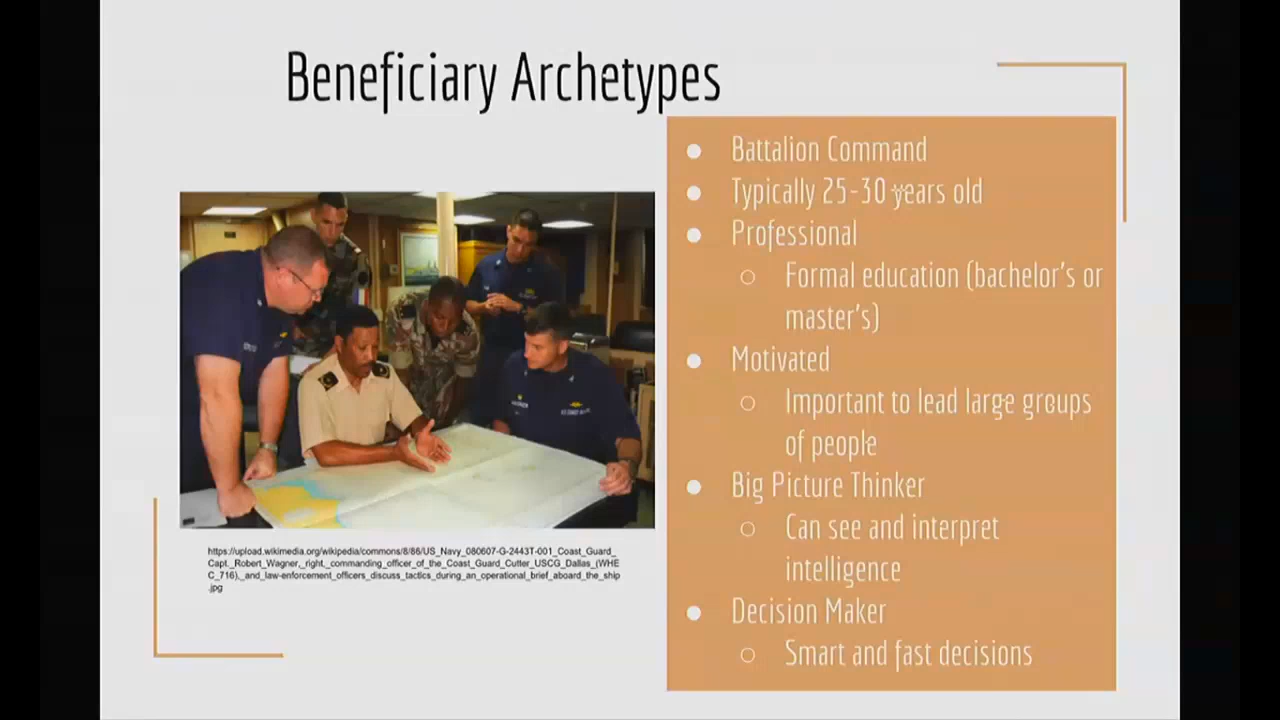 Beneficiary Archetypes
● Battalion Command
● Typically 25-30 years old
● Professional
○ Formal education (bachelor's or
master's)
● Motivated
○ Important to lead large groups
of people
● Big Picture Thinker
○ Can see and interpret
intelligence
● Decision Maker
○ Smart and fast decisions
https://upload.wikimedia.org/wikipedia/commons/8/86/US_Navy_080607-G-2443T-001_Coast_Guard_
Capt._Robert_Wagner,_right,_commanding_officer_of_the_Coast_Guard_Cutter_USCG_Dallas_(WHE
C_716),_and_law-enforcement_officers_discuss_tactics_during_an_operational_brief_aboard_the_ship
.jpg